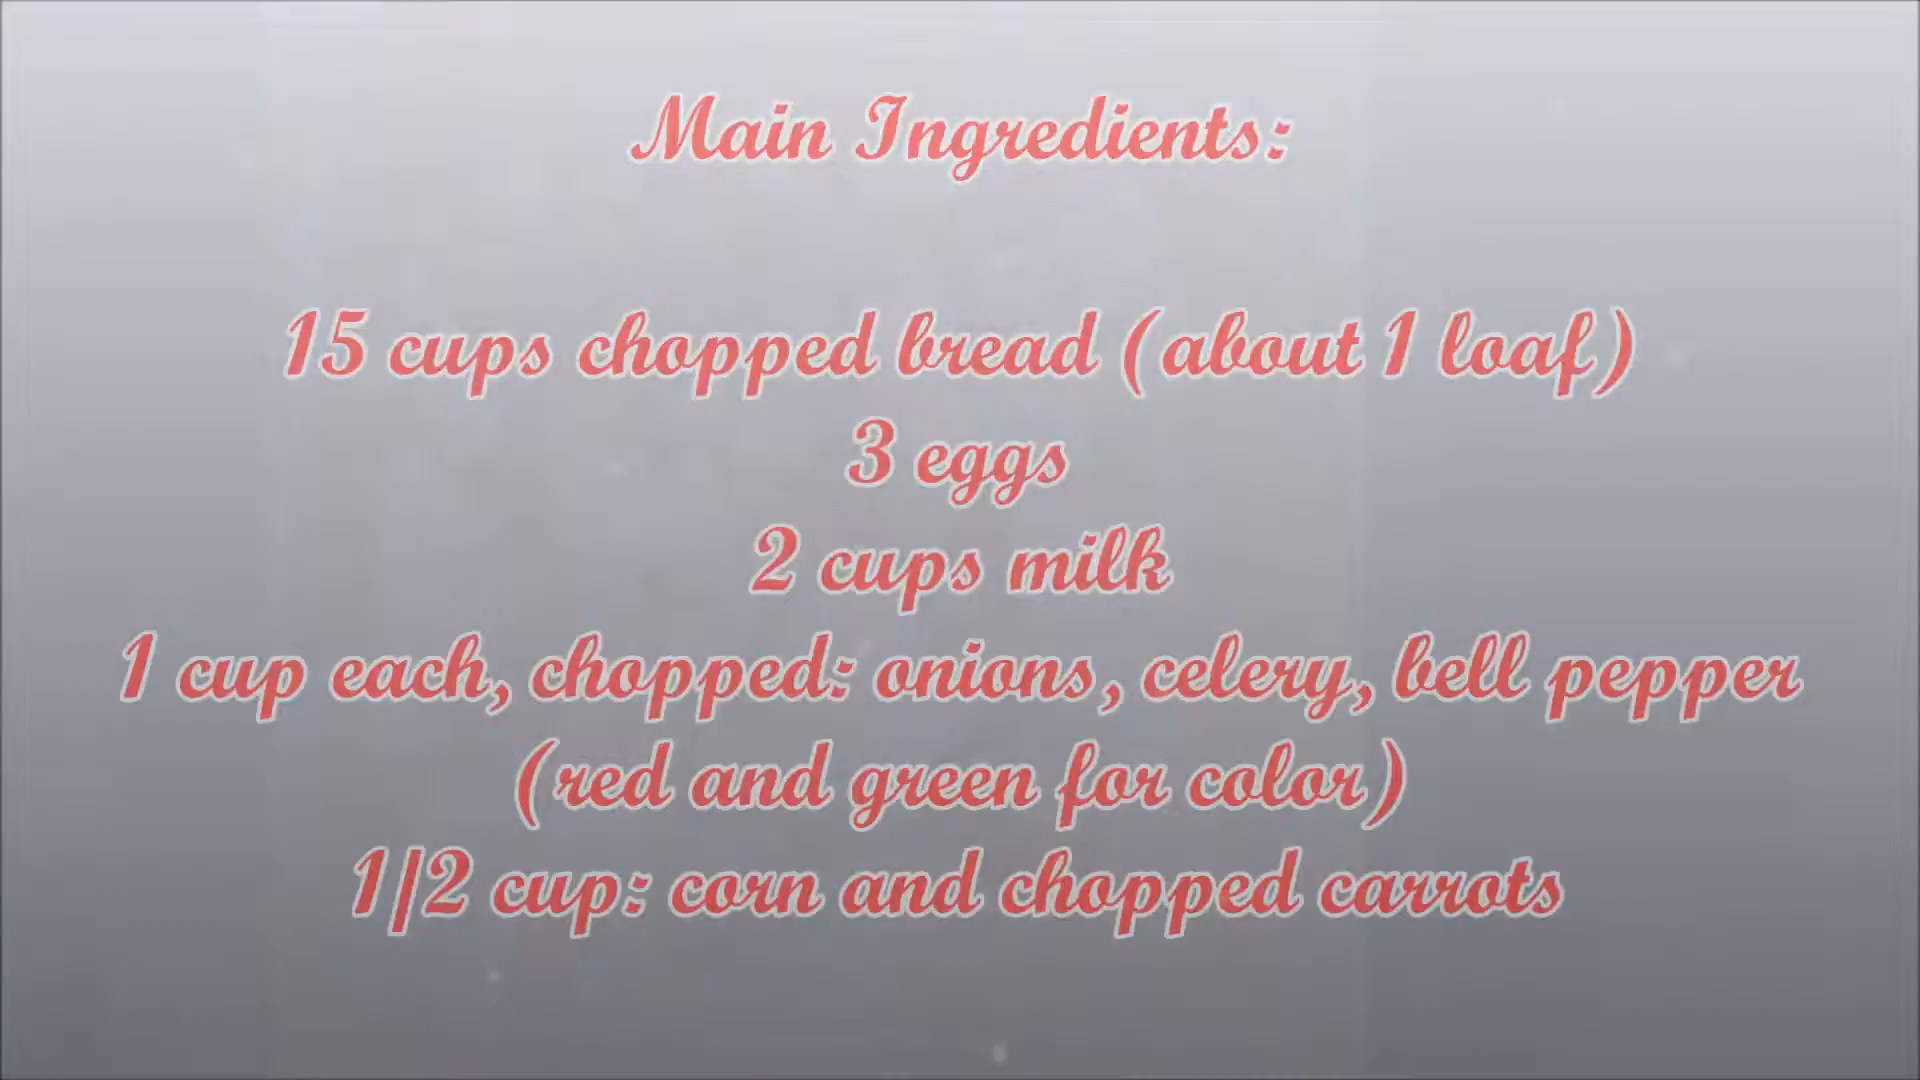 Main Ingredients:
15 cups chopped bread (about 1 loaf)
3 eggs
2 cups milk
1 cup each, chopped: onions, celery, bell pepper
(red and green for color)
1/2 cup: corn and chopped carrots